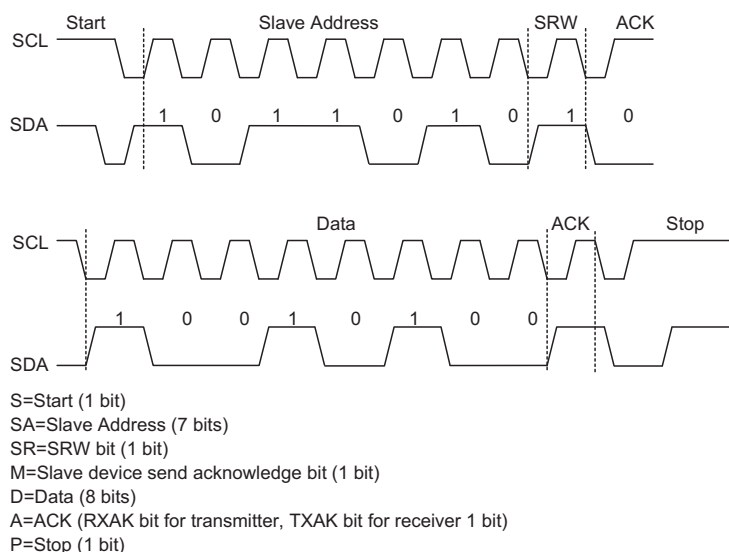 Start Slave Address SRW ACK
SCL
1 0 1 1 0 1 0 1 0
SDA
Data ACK Stop
SCL
1 0 0 1 0 1 0 0
SDA
S=Start (1 bit)
SA=Slave Address (7 bits)
SR=SRW bit (1 bit)
M=Slave device send acknowledge bit (1 bit)
D=Data (8 bits)
A=ACK (RXAK bit for transmitter, TXAK bit for receiver 1 bit)
P=Stop (1 bit)